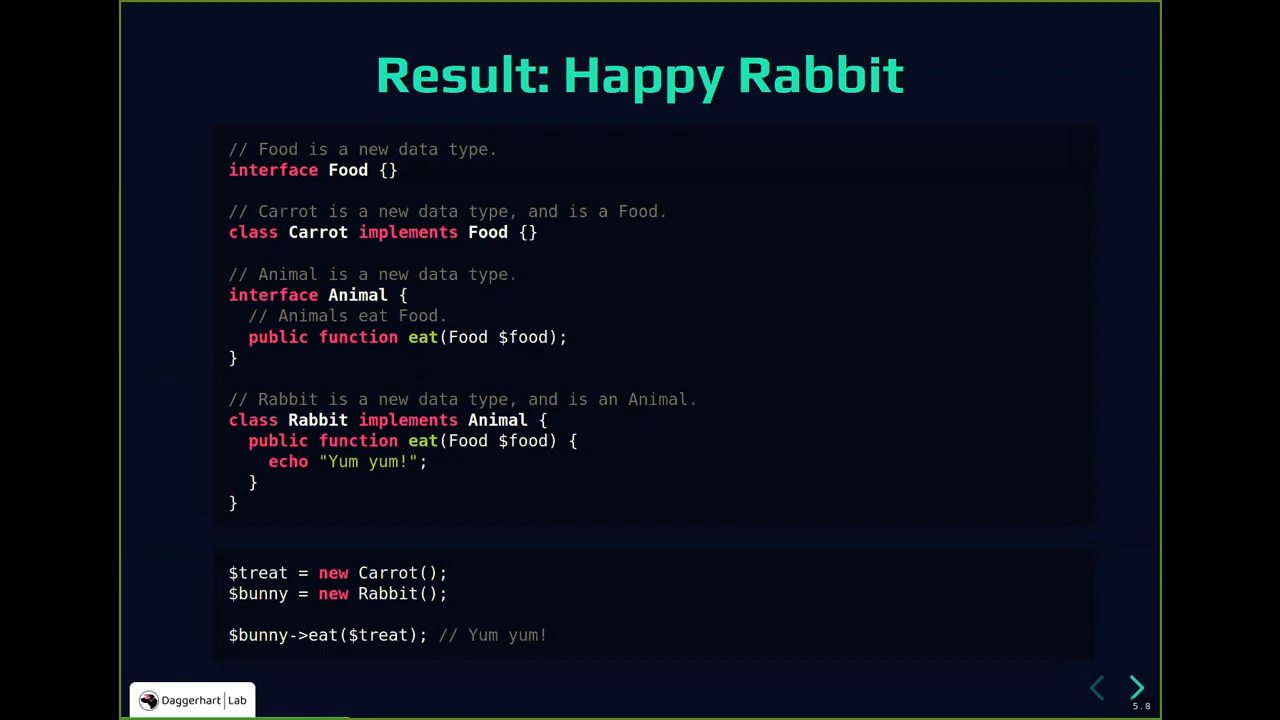 Result: Happy Rabbit
// Food is a new data type.
interface Food {}
// Carrot is a new data type, and is a Food.
class Carrot implements Food {}
// Animal is a new data type.
interface Animal {
  // Animals eat Food.
  public function eat(Food $food);
}
// Rabbit is a new data type, and is an Animal.
class Rabbit implements Animal {
  public function eat(Food $food) {
    echo "Yum yum!";
  }
}
$treat = new Carrot();
$bunny = new Rabbit();
$bunny->eat($treat); // Yum yum!
Daggerhart|Lab
5.8